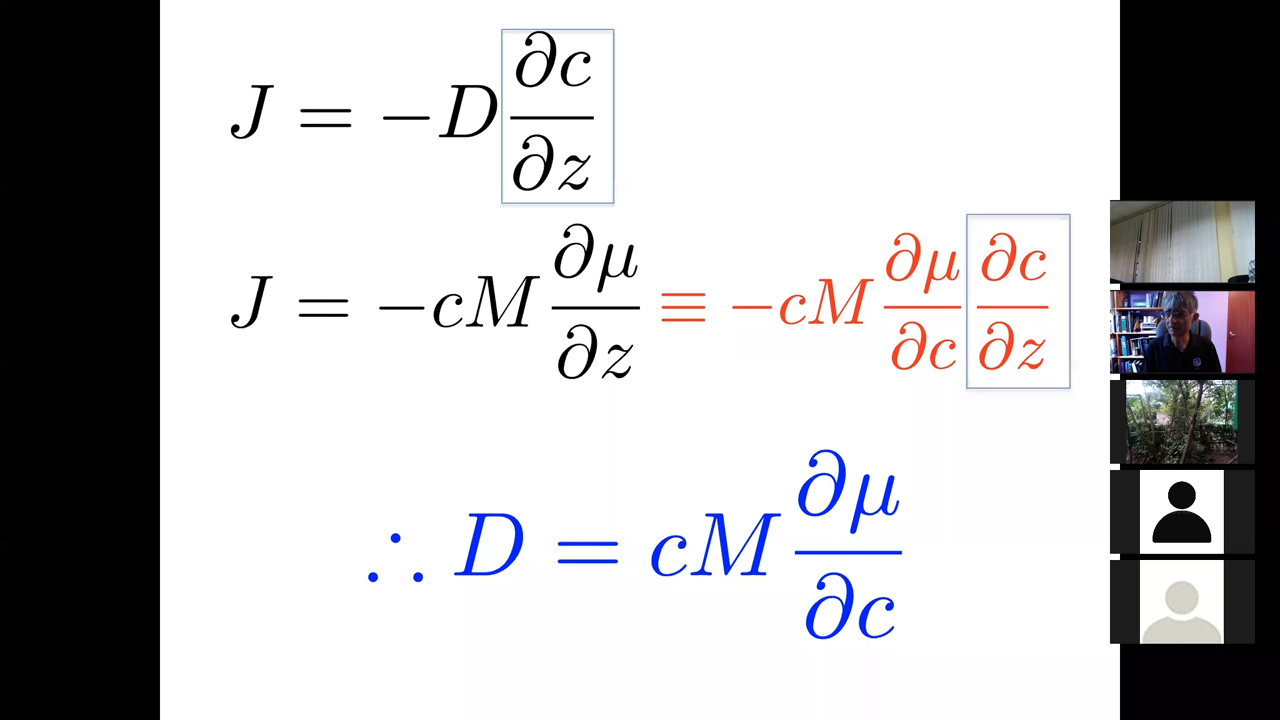 J = −D ∂c/∂z
J = −cM ∂μ/∂z ≡ −cM ∂μ/∂c ∂c/∂z
∴ D = cM ∂μ/∂c